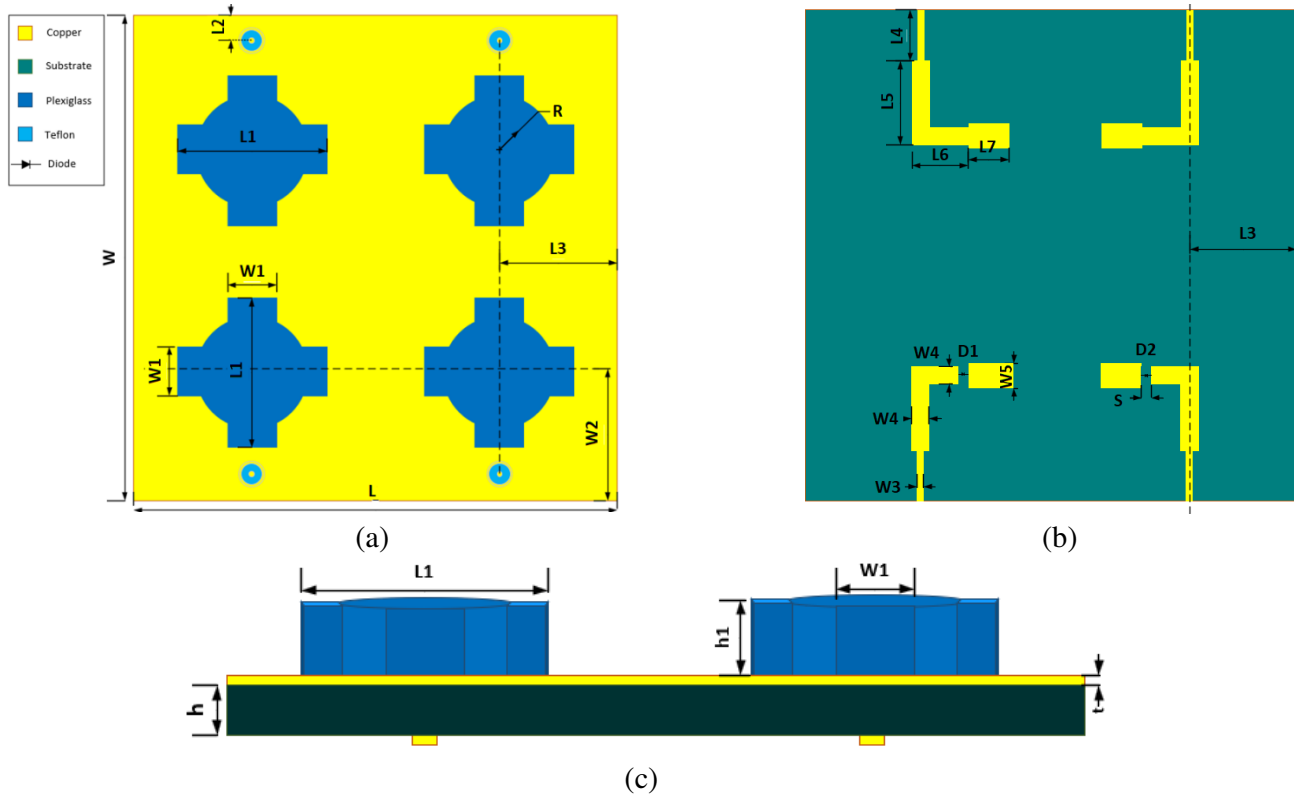 Copper
Substrate
Plexiglass
Teflon
Diode
L2
L1
R
W
L3
W1
W1
L1
W2
L
(a)
L4
L5
L6
L7
L3
W4
D1
W5
D2
S
W4
W3
(b)
L1
W1
h1
h
t
(c)